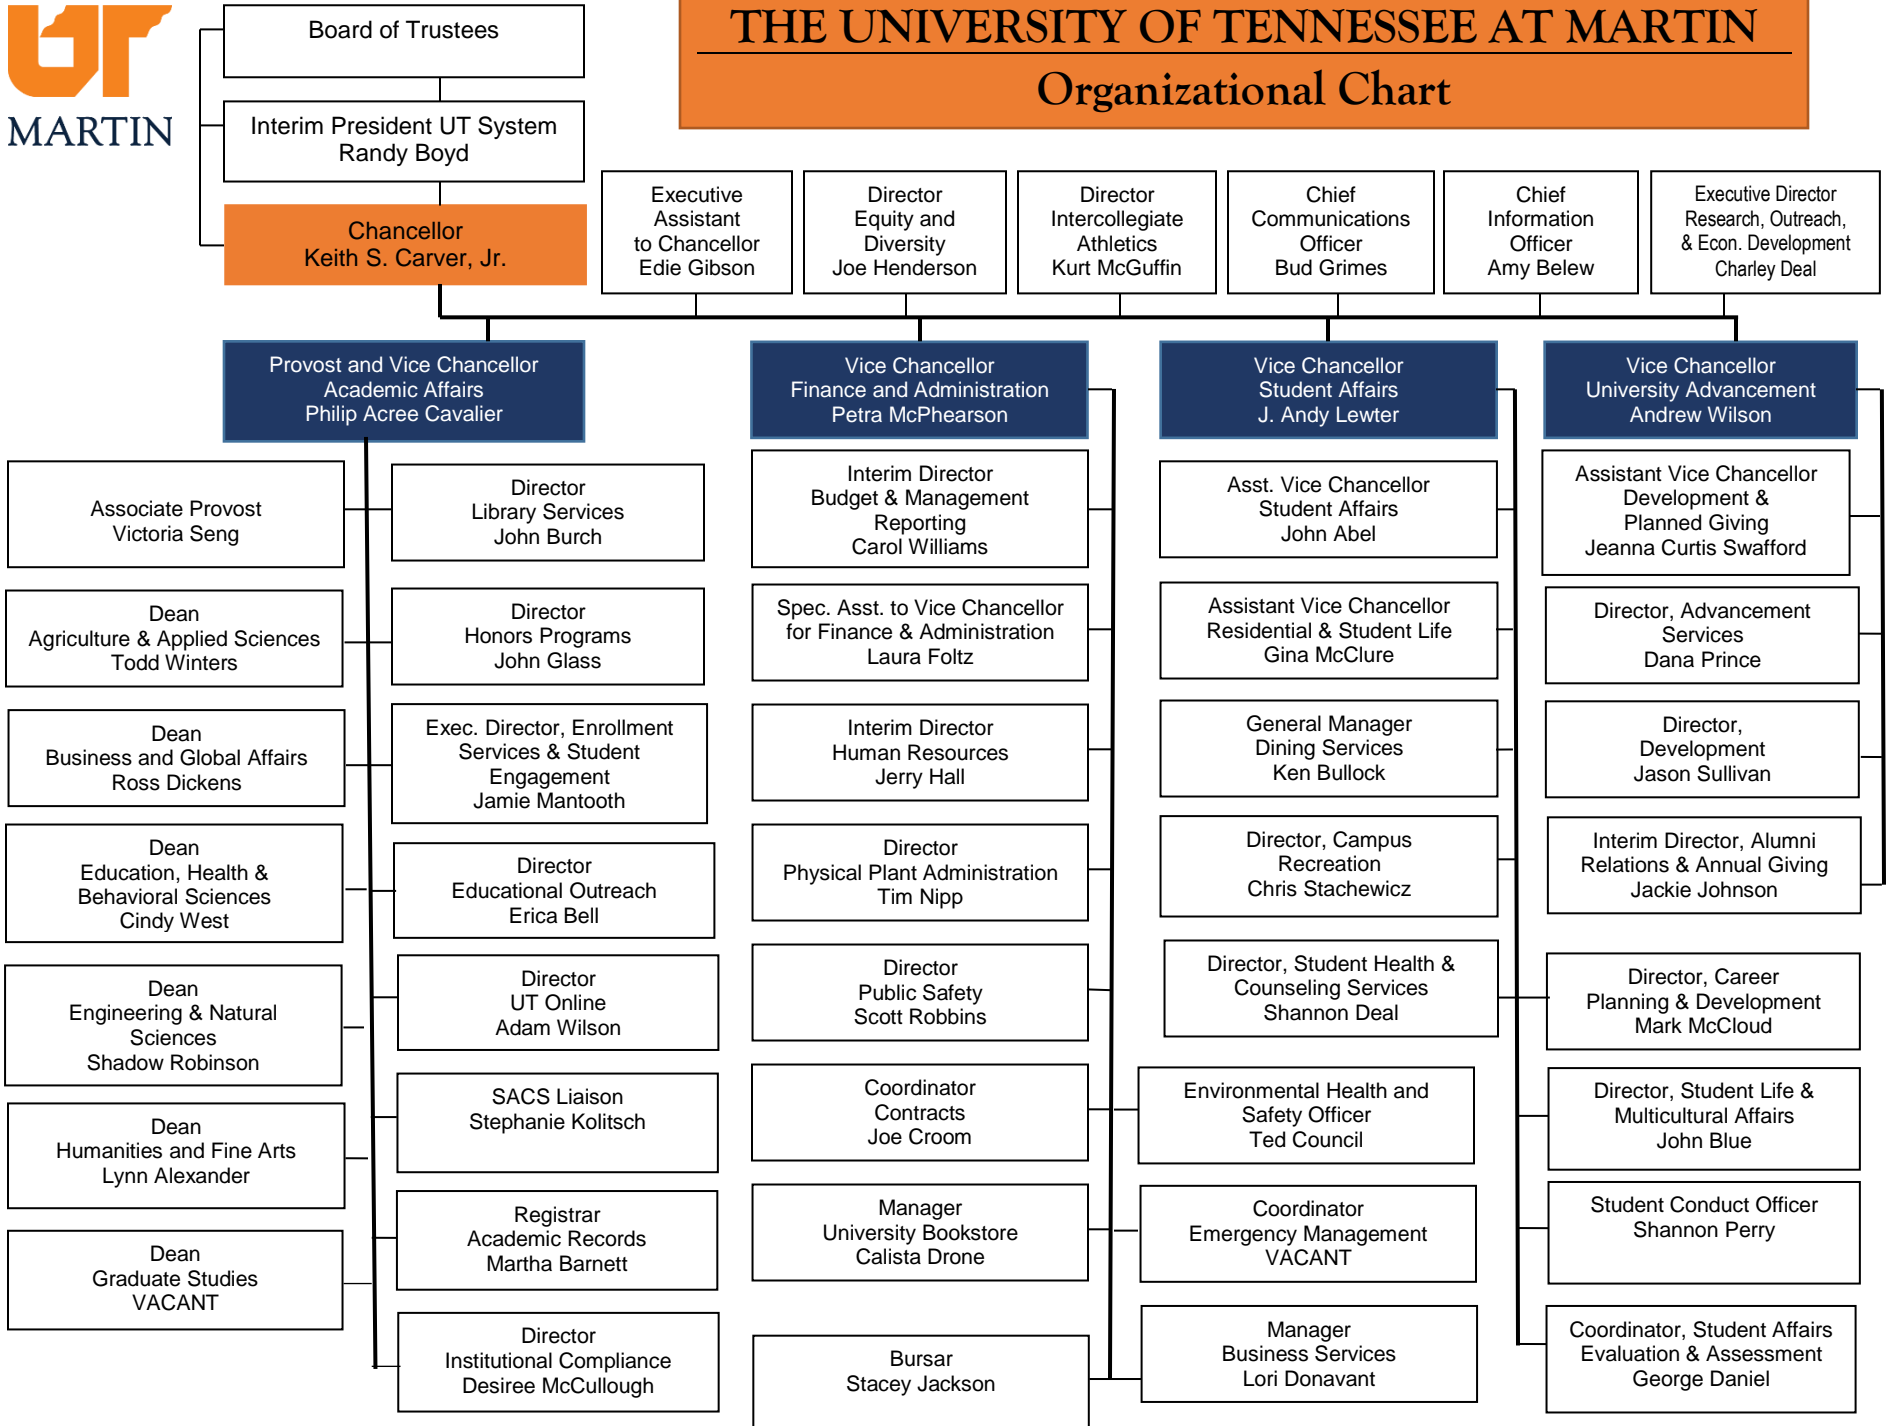 UT
MARTIN
Board of Trustees
THE UNIVERSITY OF TENNESSEE AT MARTIN
Organizational Chart
Interim President UT System
Randy Boyd
Chancellor
Keith S. Carver, Jr.
Executive
Assistant
to Chancellor
Edie Gibson
Director
Equity and
Diversity
Joe Henderson
Director
Intercollegiate
Athletics
Kurt McGuffin
Chief
Communications
Officer
Bud Grimes
Chief
Information
Officer
Amy Belew
Executive Director
Research, Outreach,
& Econ. Development
Charley Deal
Provost and Vice Chancellor
Academic Affairs
Philip Acree Cavalier
Vice Chancellor
Finance and Administration
Petra McPhearson
Vice Chancellor
Student Affairs
J. Andy Lewter
Vice Chancellor
University Advancement
Andrew Wilson
Associate Provost
Victoria Seng
Dean
Agriculture & Applied Sciences
Todd Winters
Dean
Business and Global Affairs
Ross Dickens
Dean
Education, Health &
Behavioral Sciences
Cindy West
Dean
Engineering & Natural
Sciences
Shadow Robinson
Dean
Humanities and Fine Arts
Lynn Alexander
Dean
Graduate Studies
VACANT
Director
Library Services
John Burch
Director
Honors Programs
John Glass
Exec. Director, Enrollment
Services & Student
Engagement
Jamie Mantooth
Director
Educational Outreach
Erica Bell
Director
UT Online
Adam Wilson
SACS Liaison
Stephanie Kolitsch
Registrar
Academic Records
Martha Barnett
Director
Institutional Compliance
Desiree McCullough
Interim Director
Budget & Management
Reporting
Carol Williams
Spec. Asst. to Vice Chancellor
for Finance & Administration
Laura Foltz
Interim Director
Human Resources
Jerry Hall
Director
Physical Plant Administration
Tim Nipp
Director
Public Safety
Scott Robbins
Coordinator
Contracts
Joe Croom
Manager
University Bookstore
Calista Drone
Bursar
Stacey Jackson
Environmental Health and
Safety Officer
Ted Council
Coordinator
Emergency Management
VACANT
Manager
Business Services
Lori Donavant
Asst. Vice Chancellor
Student Affairs
John Abel
Assistant Vice Chancellor
Residential & Student Life
Gina McClure
General Manager
Dining Services
Ken Bullock
Director, Campus
Recreation
Chris Stachewicz
Director, Student Health &
Counseling Services
Shannon Deal
Director, Career
Planning & Development
Mark McCloud
Director, Student Life &
Multicultural Affairs
John Blue
Student Conduct Officer
Shannon Perry
Coordinator, Student Affairs
Evaluation & Assessment
George Daniel
Assistant Vice Chancellor
Development &
Planned Giving
Jeanna Curtis Swafford
Director, Advancement
Services
Dana Prince
Director,
Development
Jason Sullivan
Interim Director, Alumni
Relations & Annual Giving
Jackie Johnson